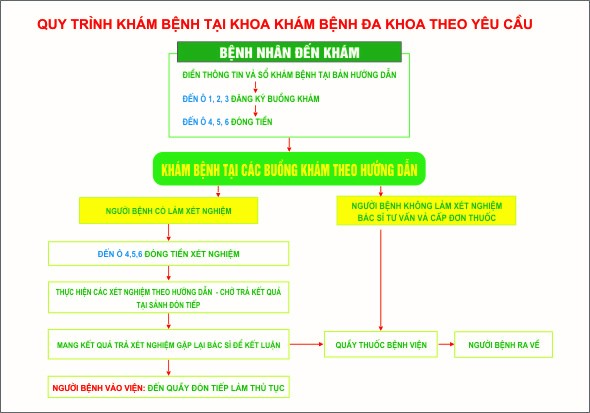 QUY TRÌNH KHÁM BỆNH TẠI KHOA KHÁM BỆNH ĐA KHOA THEO YÊU CẦU
BỆNH NHÂN ĐẾN KHÁM
ĐIỀN THÔNG TIN VÀ SỔ KHÁM BỆNH TẠI BÀN HƯỚNG DẪN
ĐẾN Ô 1, 2, 3 ĐĂNG KÝ BUỒNG KHÁM
ĐẾN Ô 4, 5, 6 ĐÓNG TIỀN
KHÁM BỆNH TẠI CÁC BUỒNG KHÁM THEO HƯỚNG DẪN
NGƯỜI BỆNH CÓ LÀM XÉT NGHIỆM
NGƯỜI BỆNH KHÔNG LÀM XÉT NGHIỆM
BÁC SĨ TƯ VẤN VÀ CẤP ĐƠN THUỐC
ĐẾN Ô 4,5,6 ĐÓNG TIỀN XÉT NGHIỆM
THỰC HIỆN CÁC XÉT NGHIỆM THEO HƯỚNG DẪN - CHỜ TRẢ KẾT QUẢ
TẠI SẢNH ĐÓN TIẾP
MANG KẾT QUẢ TRẢ XÉT NGHIỆM GẶP LẠI BÁC SĨ ĐỂ KẾT LUẬN
QUẦY THUỐC BỆNH VIỆN
NGƯỜI BỆNH RA VỀ
NGƯỜI BỆNH VÀO VIỆN: ĐẾN QUẦY ĐÓN TIẾP LÀM THỦ TỤC